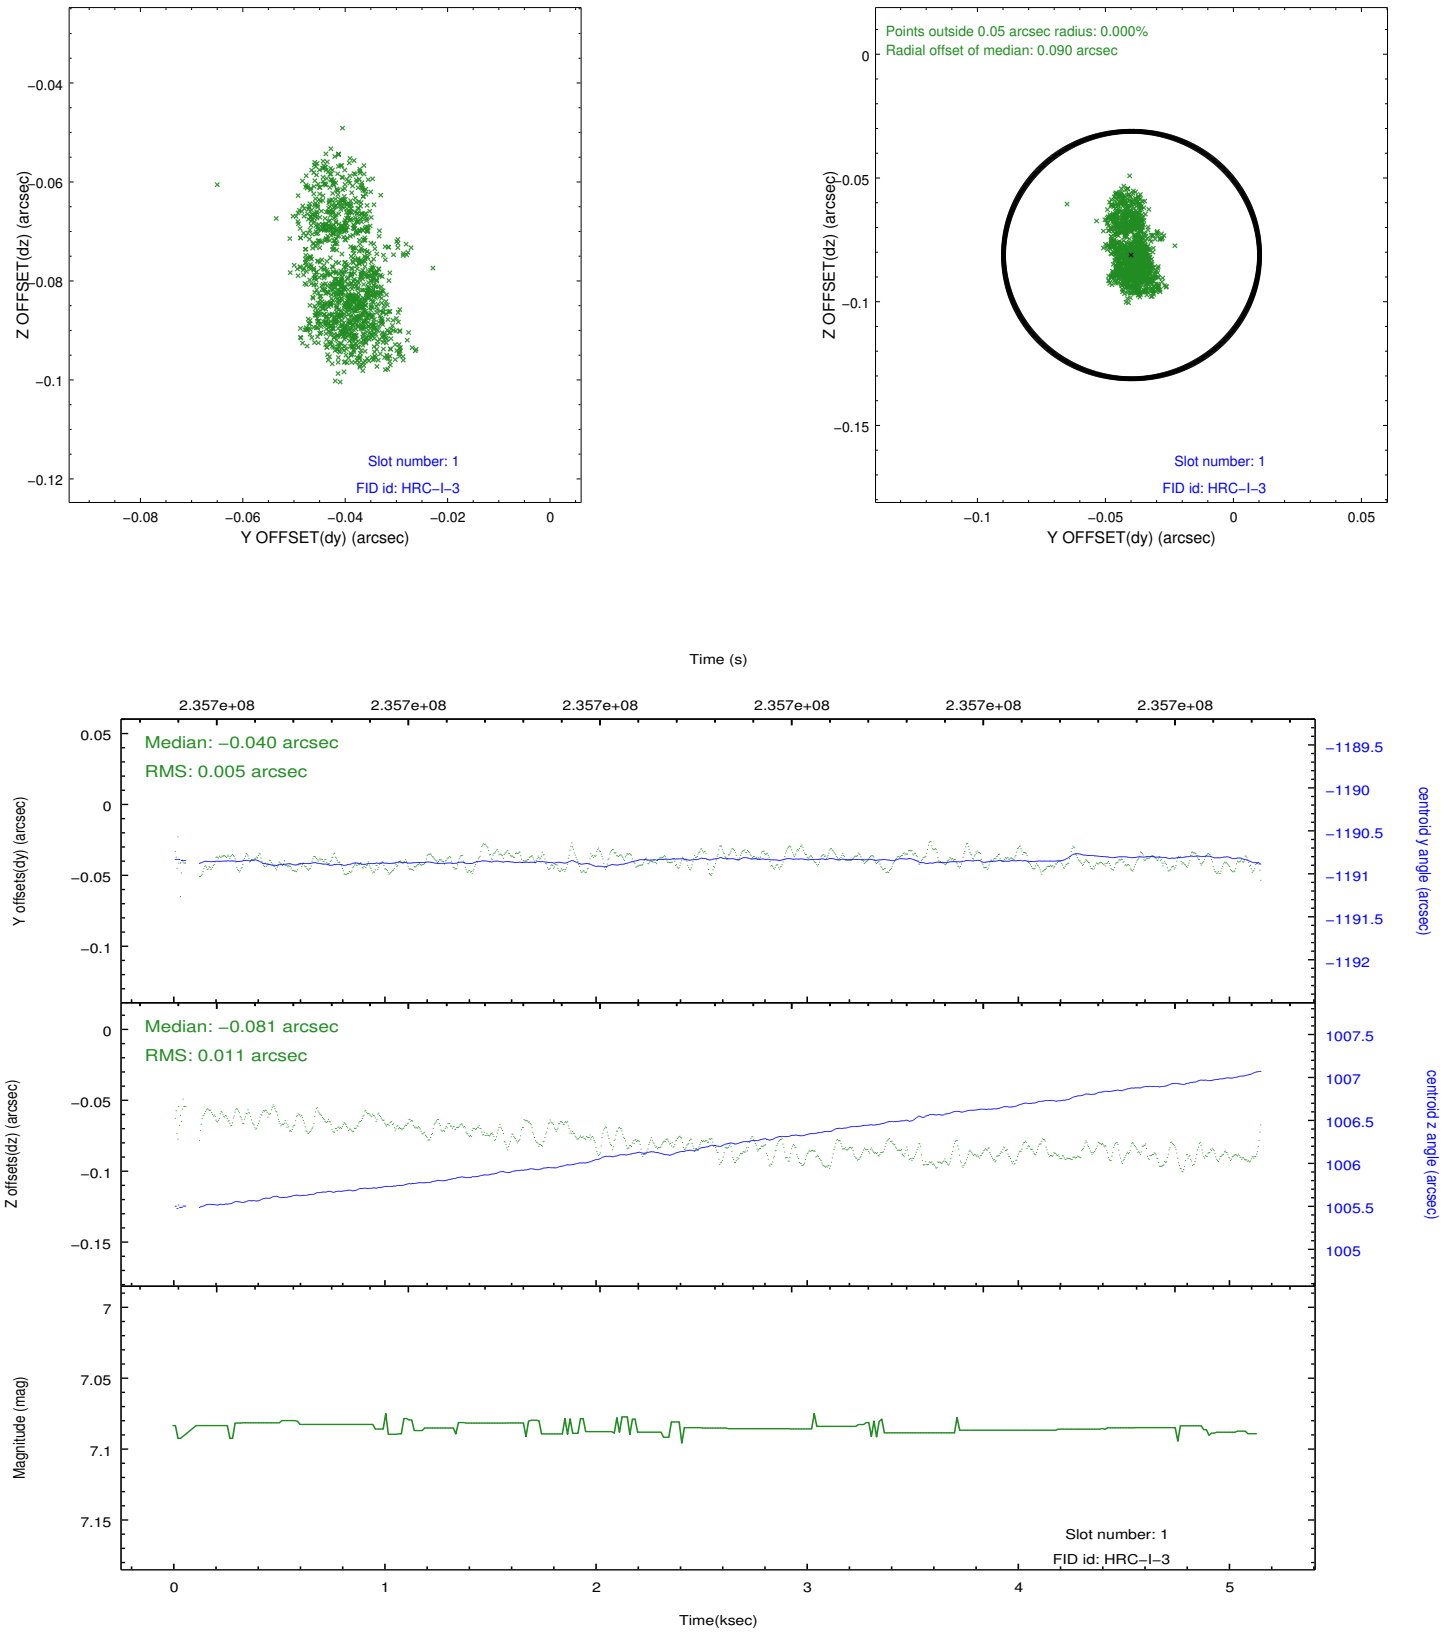 −0.04
−0.06
−0.08
−0.1
−0.12
Z OFFSET(dz) (arcsec)
Slot number: 1
FID id: HRC−I−3
−0.08 −0.06 −0.04 −0.02 0
Y OFFSET(dy) (arcsec)
Points outside 0.05 arcsec radius: 0.000%
Radial offset of median: 0.090 arcsec
0
−0.05
−0.1
−0.15
Z OFFSET(dz) (arcsec)
Slot number: 1
FID id: HRC−I−3
−0.1 −0.05 0 0.05
Y OFFSET(dy) (arcsec)
Time (s)
2.357e+08 2.357e+08 2.357e+08 2.357e+08 2.357e+08 2.357e+08
Median: −0.040 arcsec
RMS: 0.005 arcsec
0.05
0
−0.05
−0.1
Y offsets(dy) (arcsec)
−1189.5
−1190
−1190.5
−1191
−1191.5
−1192
centroid y angle (arcsec)
Median: −0.081 arcsec
RMS: 0.011 arcsec
0
−0.05
−0.1
−0.15
Z offsets(dz) (arcsec)
1007.5
1007
1006.5
1006
1005.5
1005
centroid z angle (arcsec)
7
7.05
7.1
7.15
Magnitude (mag)
Slot number: 1
FID id: HRC−I−3
0 1 2 3 4 5
Time(ksec)